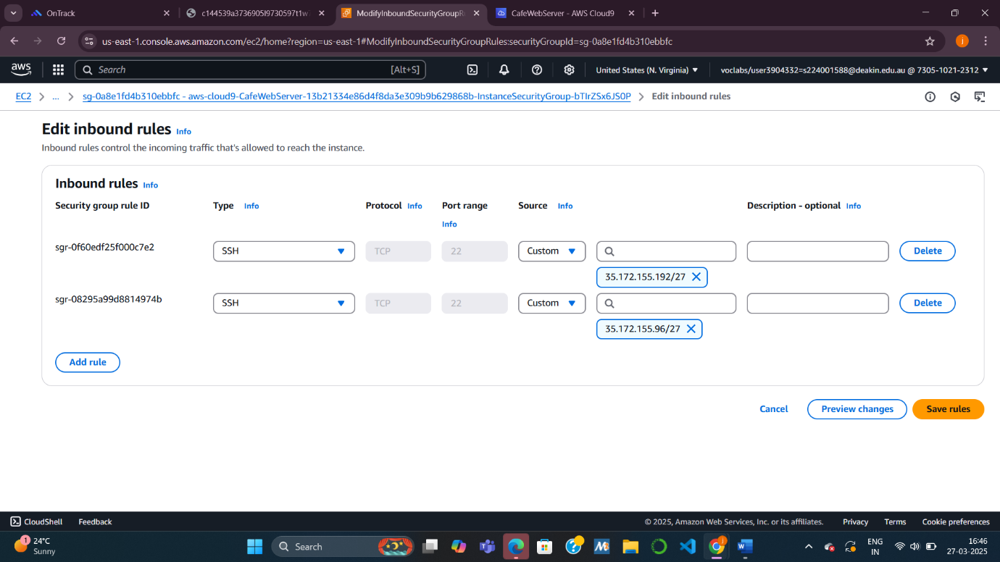 OnTrack
c144539a3736905l9730597t1w
ModifyInboundSecurityGroupR
CafeWebServer - AWS Cloud9
us-east-1.console.aws.amazon.com/ec2/home?region=us-east-1#ModifyInboundSecurityGroupRules:securityGroupId=sg-0a8e1fd4b310ebbfc
j
aws
Search
[Alt+S]
United States (N. Virginia)
voclabs/user3904332=s224001588@deakin.edu.au @ 7305-1021-2312
EC2
...
sg-0a8e1fd4b310ebbfc - aws-cloud9-CafeWebServer-13b21334e86d4f8da3e309b9b629868b-InstanceSecurityGroup-bTIrZSx6JS0P
Edit inbound rules
Edit inbound rules Info
Inbound rules control the incoming traffic that's allowed to reach the instance.
Inbound rules Info
Security group rule ID
Type Info
Protocol Info
Port range Info
Source Info
Description - optional Info
sgr-0f60edf25f000c7e2
SSH
TCP
22
Custom
Delete
35.172.155.192/27
sgr-08295a99d8814974b
SSH
TCP
22
Custom
Delete
35.172.155.96/27
Add rule
Cancel
Preview changes
Save rules
CloudShell
Feedback
© 2025, Amazon Web Services, Inc. or its affiliates.
Privacy
Terms
Cookie preferences
1
24°C
Sunny
Search
ENG
IN
16:46
27-03-2025